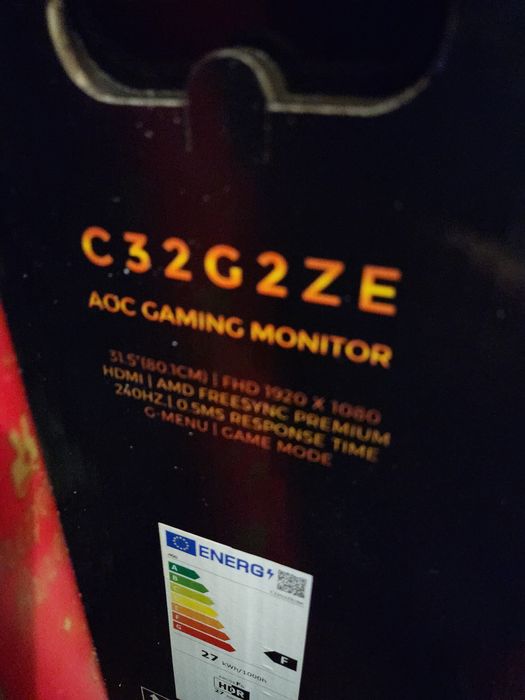 C32G2ZE
AOC GAMING MONITOR
31.5"(80.1CM) | FHD 1920 X 1080
HDMI | AMD FREESYNC PREMIUM
240HZ | 0.5MS RESPONSE TIME
G-MENU | GAME MODE
ENERG
A
B
C
D
E
F
G
F
27 kWh/1000h
HDR